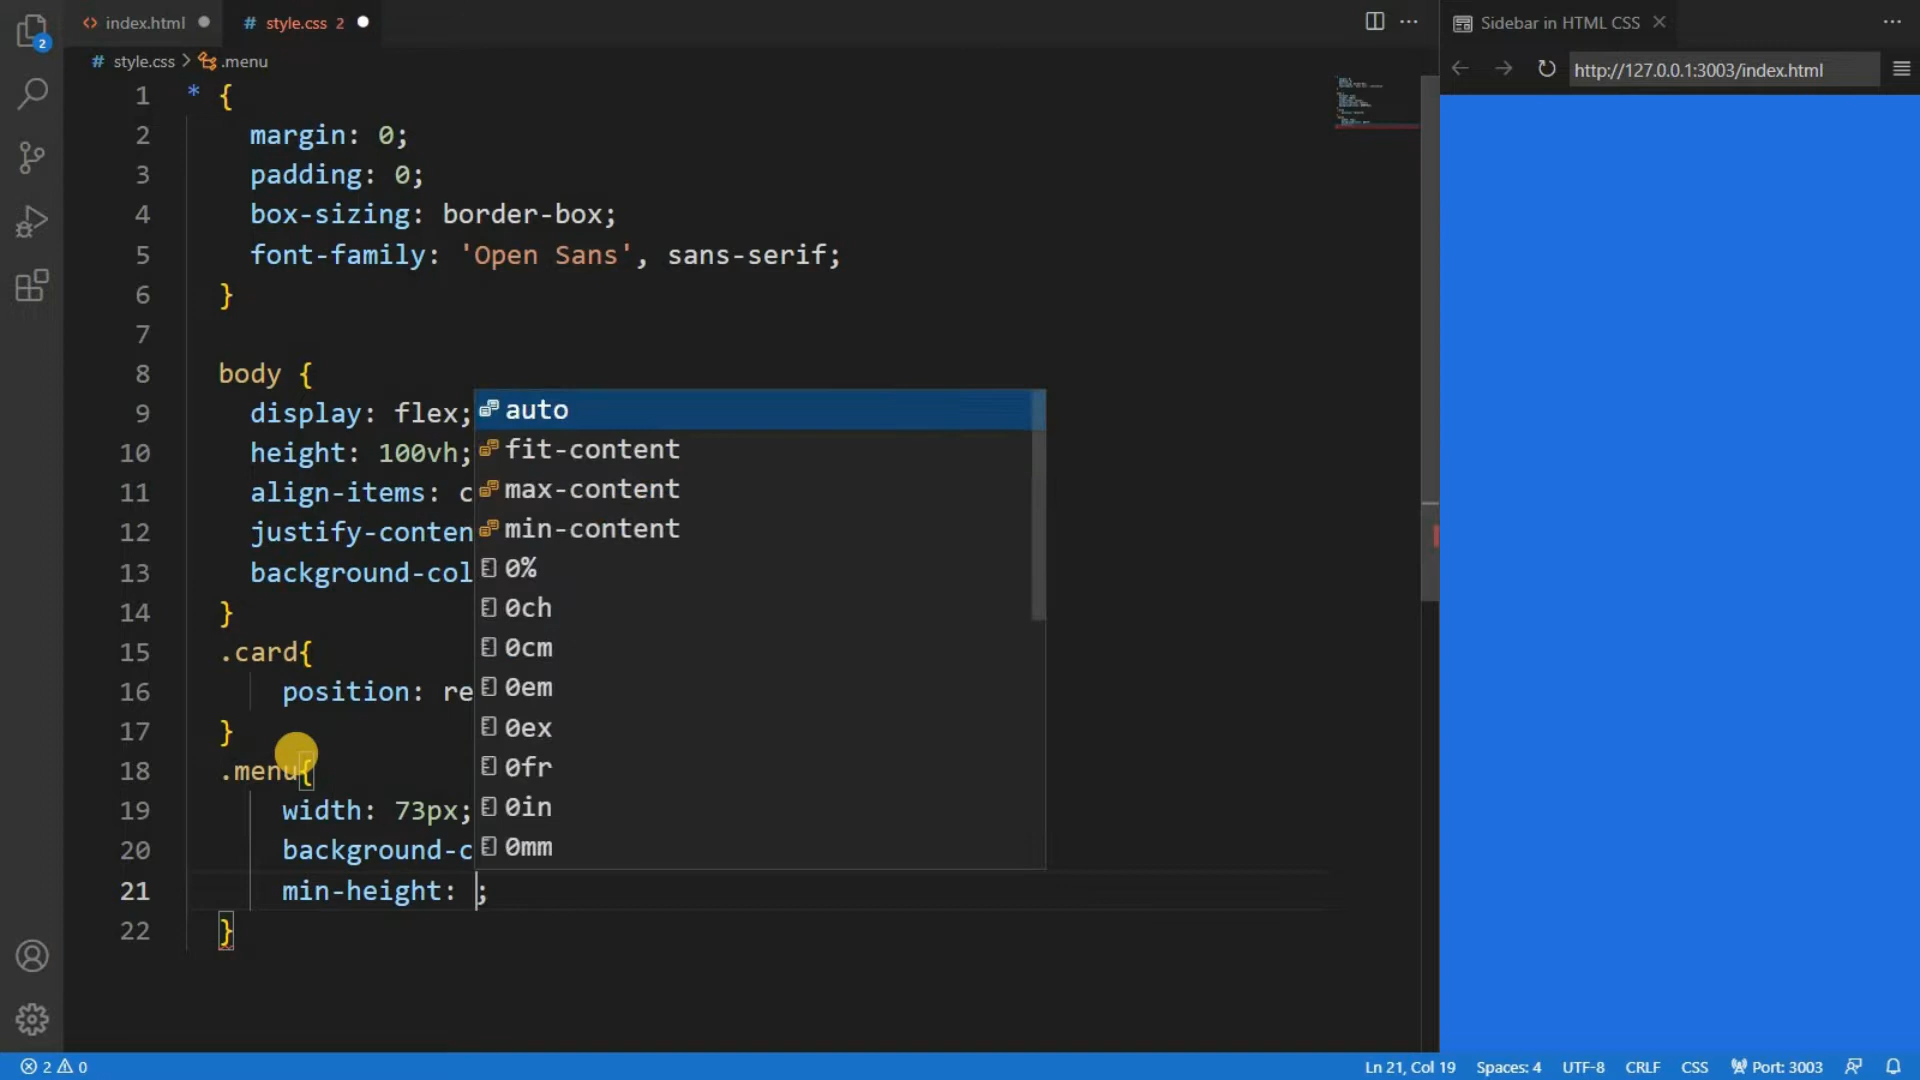 index.html
# style.css 2
Sidebar in HTML CSS
# style.css > .menu
http://127.0.0.1:3003/index.html
1 * {
2 margin: 0;
3 padding: 0;
4 box-sizing: border-box;
5 font-family: 'Open Sans', sans-serif;
6 }
7
8 body {
9 display: flex;
10 height: 100vh;
11 align-items: c
12 justify-conten
13 background-col
14 }
15 .card{
16 position: re
17 }
18 .menu{
19 width: 73px;
20 background-c
21 min-height: ;
22 }
auto
fit-content
max-content
min-content
0%
0ch
0cm
0em
0ex
0fr
0in
0mm
2
2 0
Ln 21, Col 19 Spaces: 4 UTF-8 CRLF CSS Port: 3003